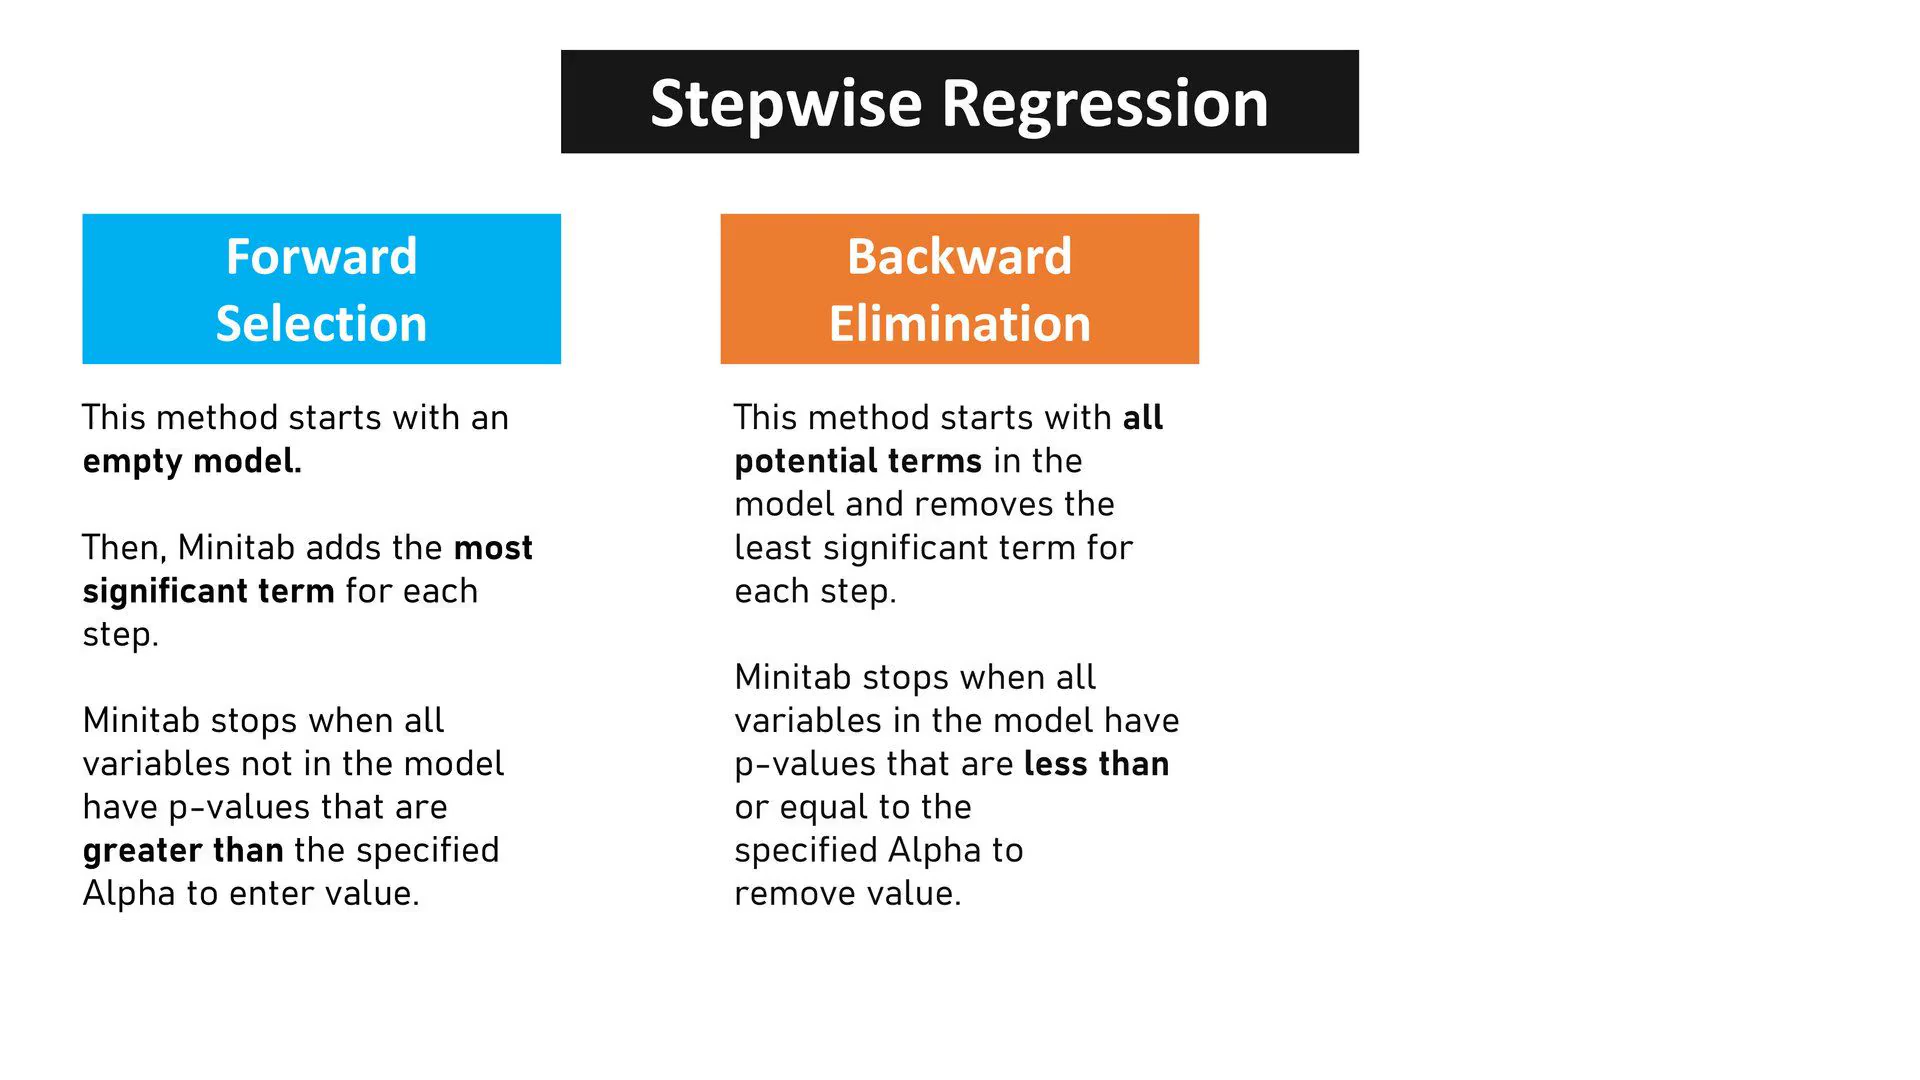 Stepwise Regression
Forward
Selection
This method starts with an
empty model.
Then, Minitab adds the most
significant term for each
step.
Minitab stops when all
variables not in the model
have p-values that are
greater than the specified
Alpha to enter value.
Backward
Elimination
This method starts with all
potential terms in the
model and removes the
least significant term for
each step.
Minitab stops when all
variables in the model have
p-values that are less than
or equal to the
specified Alpha to
remove value.